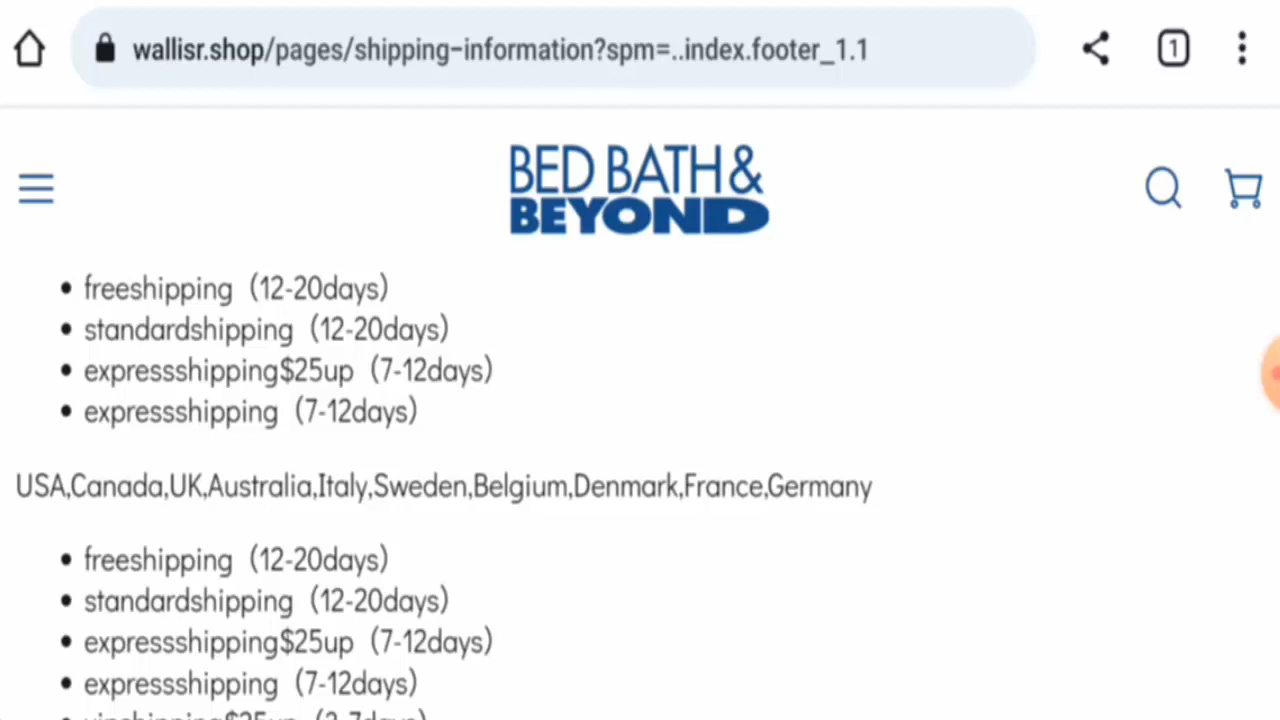 wallisr.shop/pages/shipping-information?spm=..index.footer_1.1
1
BED BATH &
BEYOND
freeshipping (12-20days)
standardshipping (12-20days)
expressshipping$25up (7-12days)
expressshipping (7-12days)
USA,Canada,UK,Australia,Italy,Sweden,Belgium,Denmark,France,Germany
freeshipping (12-20days)
standardshipping (12-20days)
expressshipping$25up (7-12days)
expressshipping (7-12days)